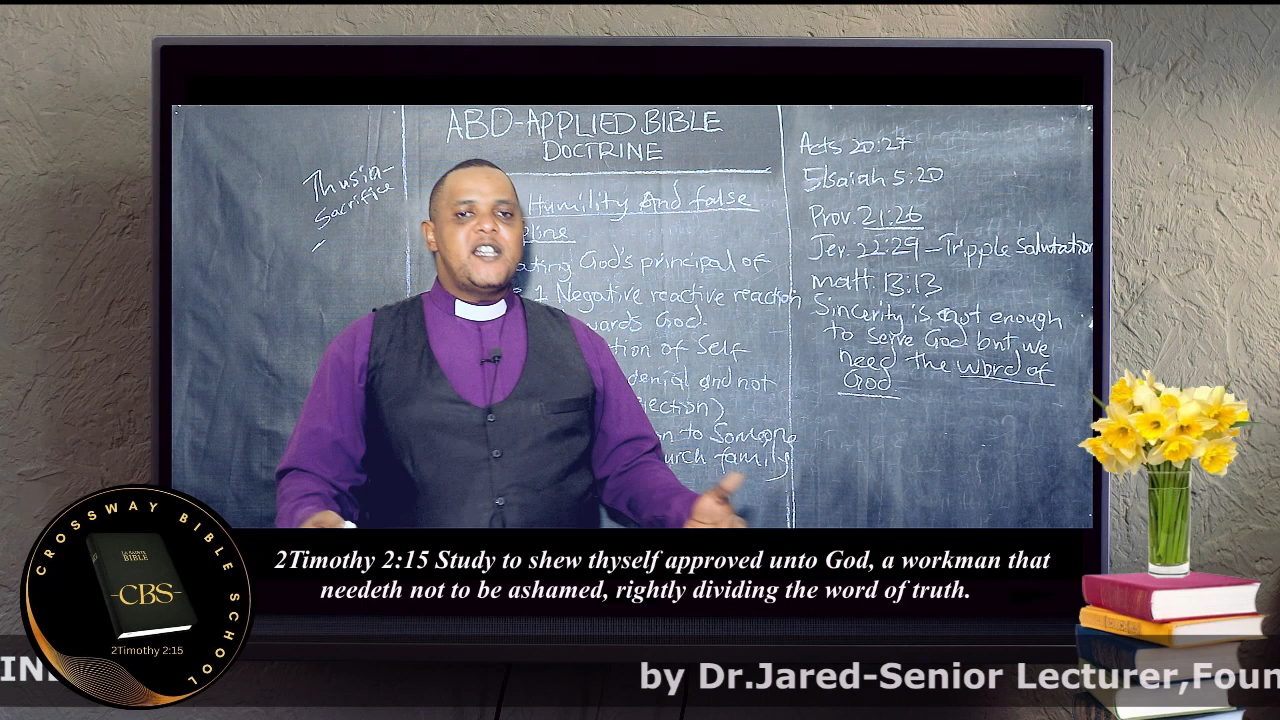 ABD-APPLIED BIBLE
DOCTRINE
Thusia-
Sacrifice
Humility And false
God's principal of
1 Negative reactive reaction
God.
of Self
denial and not
to Someone
family
Acts 20:27
Isaiah 5:20
Prov. 21:26
Jer. 22:29 - Tripple Salutation
Matt. 13:13
Sincerity is not enough
to serve God but we
need the word of
God
2Timothy 2:15 Study to shew thyself approved unto God, a workman that
needeth not to be ashamed, rightly dividing the word of truth.
CROSSWAY BIBLE SCHOOL
LA SAINTE
BIBLE
CBS
2Timothy 2:15
by Dr.Jared-Senior Lecturer,Foun